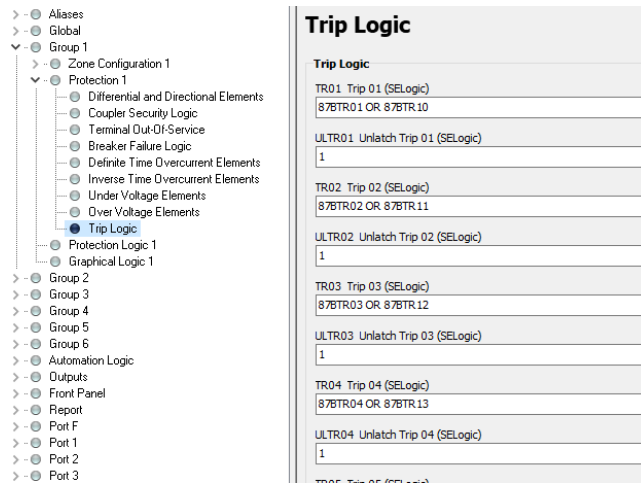 Aliases
Global
Group 1
Zone Configuration 1
Protection 1
Differential and Directional Elements
Coupler Security Logic
Terminal Out-Of-Service
Breaker Failure Logic
Definite Time Overcurrent Elements
Inverse Time Overcurrent Elements
Under Voltage Elements
Over Voltage Elements
Trip Logic
Protection Logic 1
Graphical Logic 1
Group 2
Group 3
Group 4
Group 5
Group 6
Automation Logic
Outputs
Front Panel
Report
Port F
Port 1
Port 2
Port 3
Trip Logic
Trip Logic
TR01 Trip 01 (SELogic)
87BTR01 OR 87BTR10
ULTR01 Unlatch Trip 01 (SELogic)
1
TR02 Trip 02 (SELogic)
87BTR02 OR 87BTR11
ULTR02 Unlatch Trip 02 (SELogic)
1
TR03 Trip 03 (SELogic)
87BTR03 OR 87BTR12
ULTR03 Unlatch Trip 03 (SELogic)
1
TR04 Trip 04 (SELogic)
87BTR04 OR 87BTR13
ULTR04 Unlatch Trip 04 (SELogic)
1
TR05 Trip 05 (SELogic)